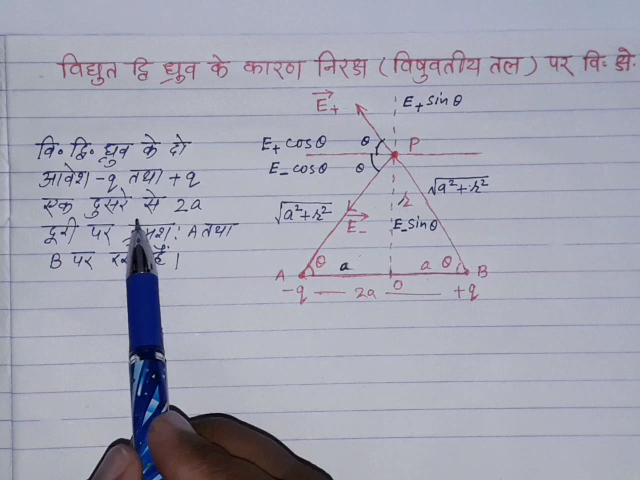 विद्युत द्वि ध्रुव के कारण निरक्ष (विषुवतीय तल) पर वि. क्षे.
E₊ E₊ sinθ
E₊ cosθ θ P
E₋ cosθ θ
√a²+r² r √a²+r²
E₋ E₋ sinθ
A θ a a θ B
-q 2a O +q
वि. द्वि. ध्रुव के दो
आवेश -q तथा +q
एक दुसरे से 2a
दूरी पर : A तथा
B पर हैं।